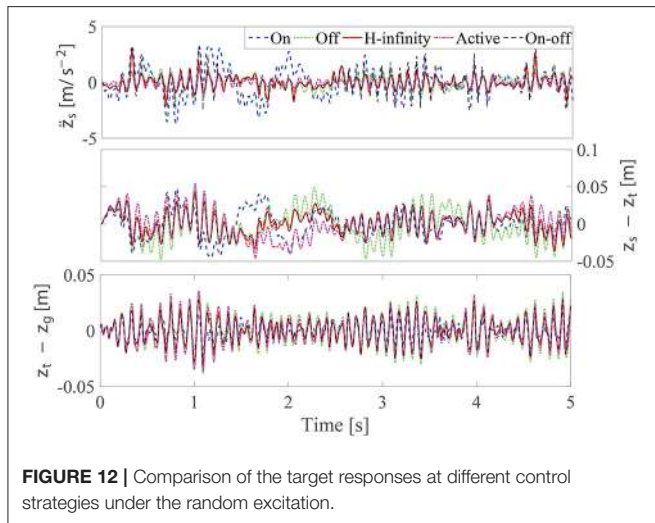 5
0
-5
On Off H-infinity Active On-off
z̈ₛ [m/s⁻²]
0.1
0.05
0
-0.05
zₛ − zₜ [m]
0.05
0
-0.05
zₜ − z_g [m]
0 1 2 3 4 5
Time [s]
FIGURE 12 | Comparison of the target responses at different control
strategies under the random excitation.